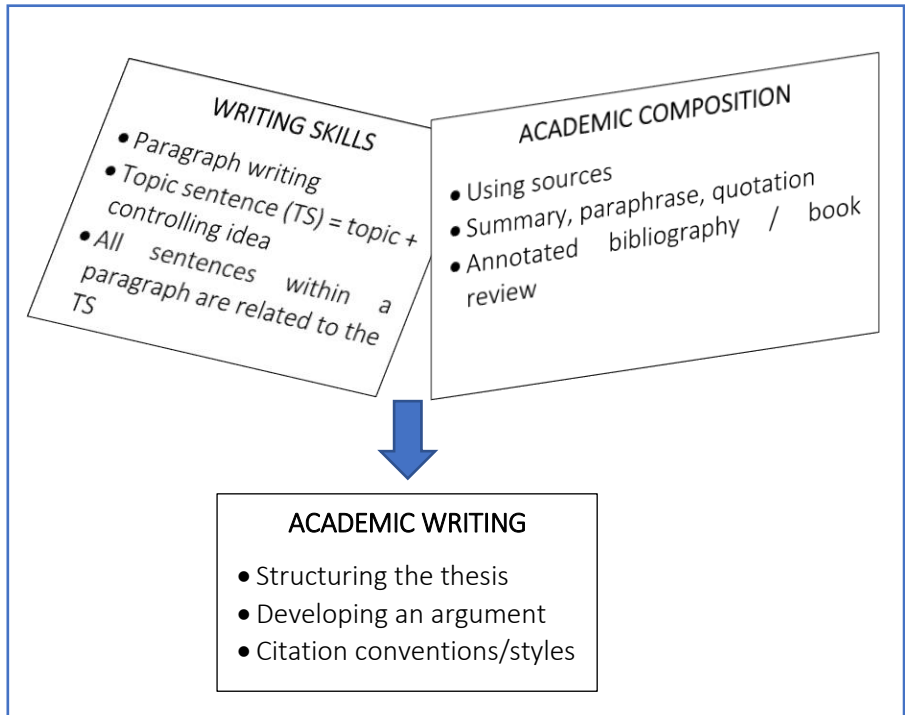 WRITING SKILLS
• Paragraph writing
• Topic sentence (TS) = topic +
controlling idea
• All sentences within a
paragraph are related to the
TS
ACADEMIC COMPOSITION
• Using sources
• Summary, paraphrase, quotation
• Annotated bibliography / book
review
ACADEMIC WRITING
• Structuring the thesis
• Developing an argument
• Citation conventions/styles